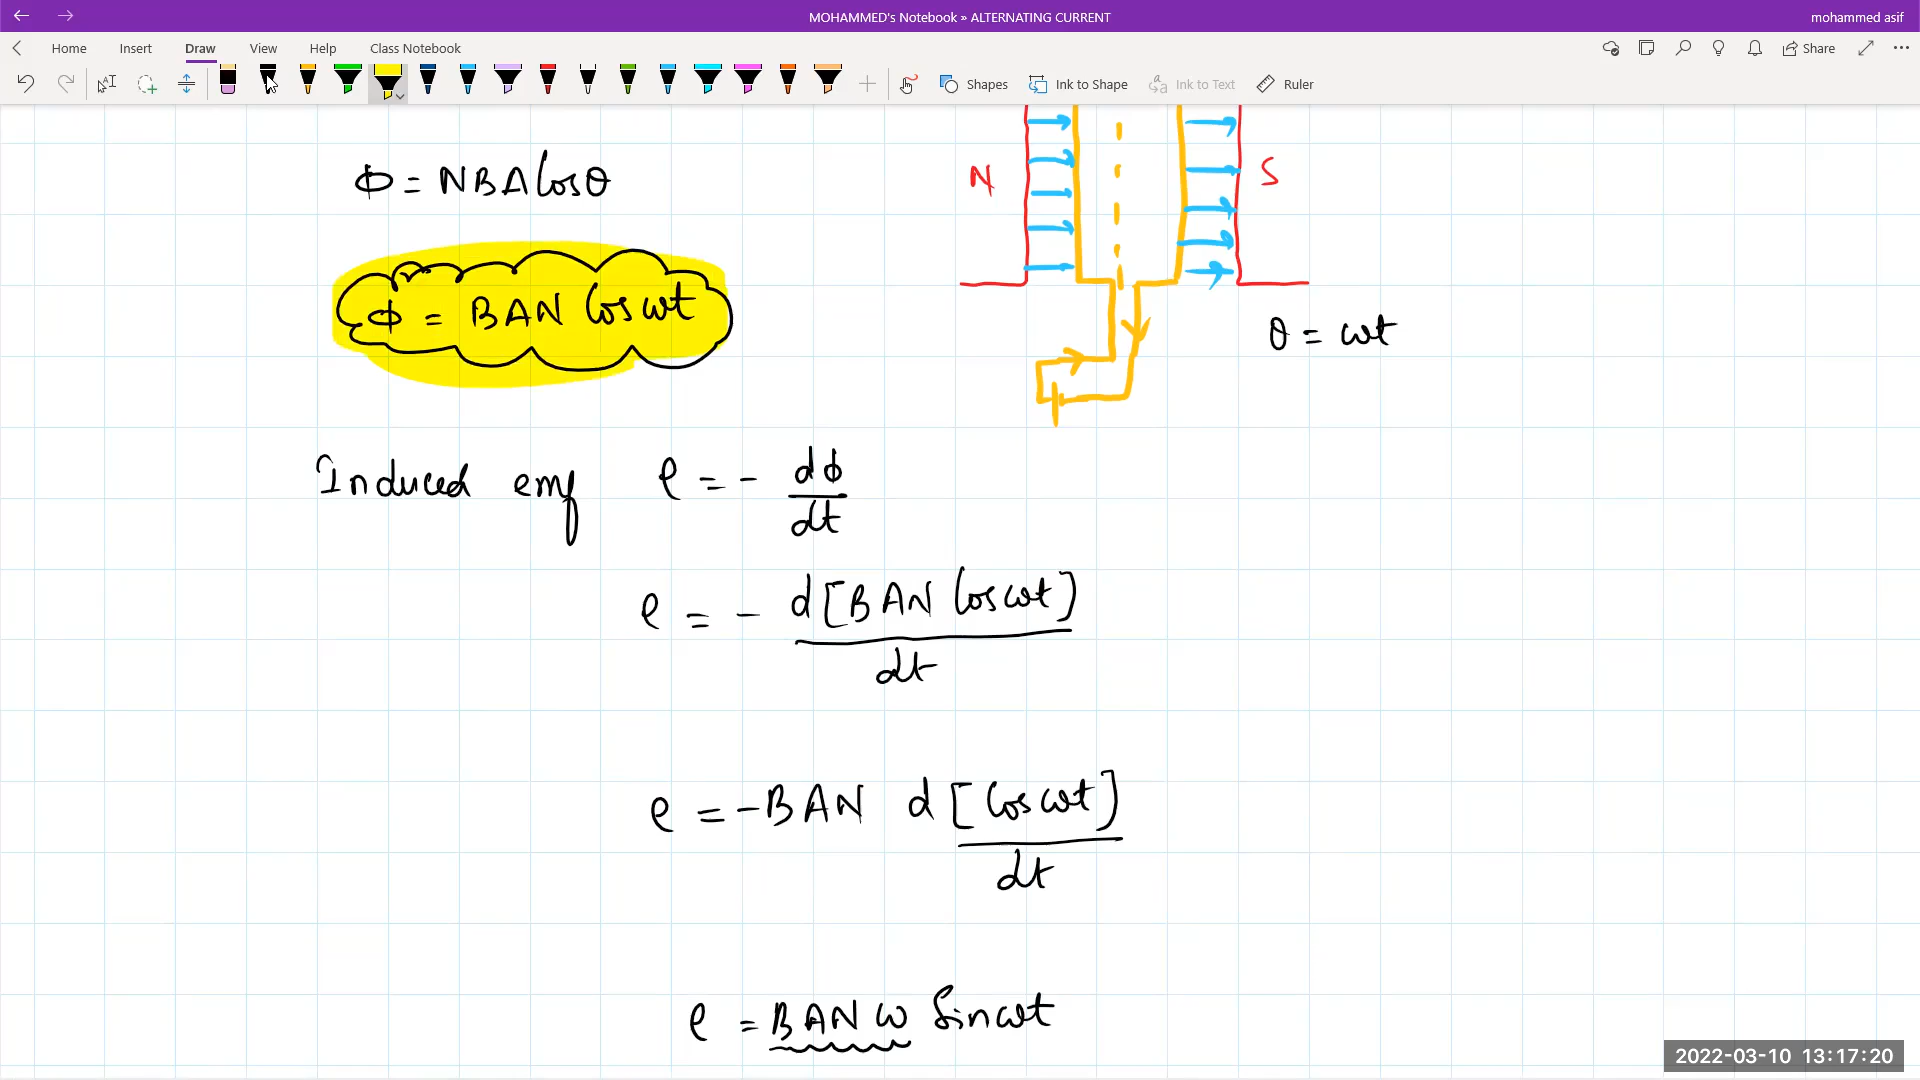 MOHAMMED's Notebook » ALTERNATING CURRENT
mohammed asif
Home Insert Draw View Help Class Notebook
Share
Shapes Ink to Shape Ink to Text Ruler
ϕ = NBA Cosθ
N
S
ϕ = BAN Cos ωt
θ = ωt
Induced emf e = - dϕ
dt
e = - d[BAN Cos ωt]
dt
e = -BAN d[Cos ωt]
dt
e = BAN ω Sin ωt
2022-03-10 13:17:20